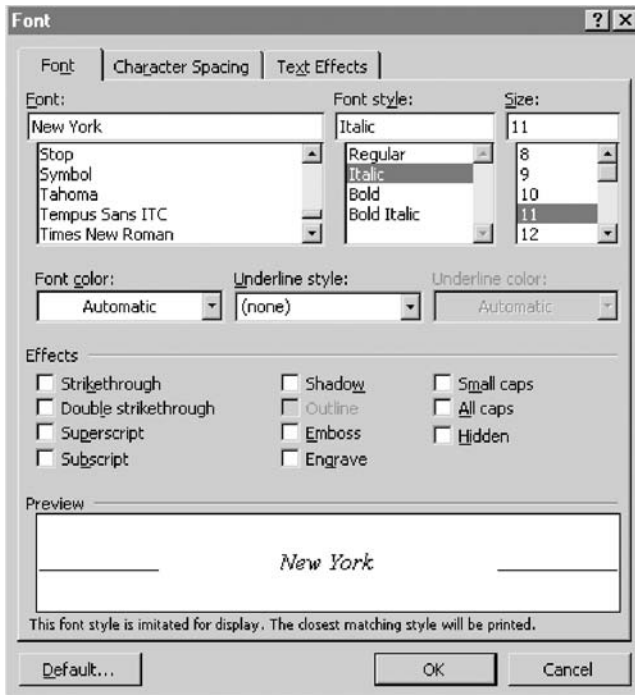 Font
? X
Font Character Spacing Text Effects
Font: Font style: Size:
New York Italic 11
Stop Regular 8
Symbol Italic 9
Tahoma Bold 10
Tempus Sans ITC Bold Italic 11
Times New Roman 12
Font color: Underline style: Underline color:
Automatic (none) Automatic
Effects
Strikethrough Shadow Small caps
Double strikethrough Outline All caps
Superscript Emboss Hidden
Subscript Engrave
Preview
New York
This font style is imitated for display. The closest matching style will be printed.
Default... OK Cancel